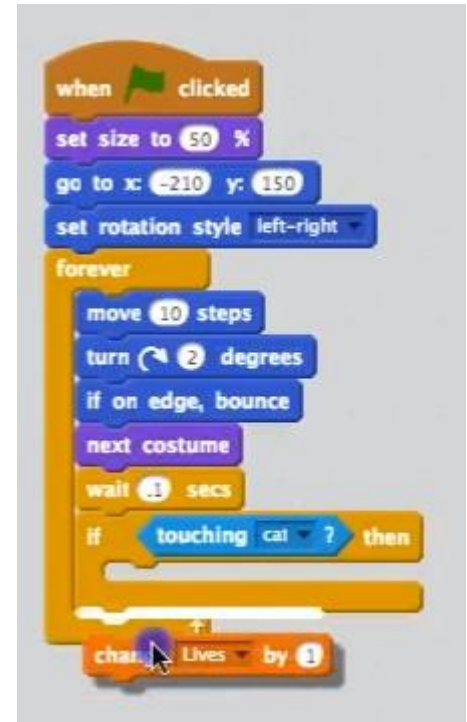 when clicked
set size to 50 %
go to x: -210 y: 150
set rotation style left-right
forever
move 10 steps
turn 2 degrees
if on edge, bounce
next costume
wait .1 secs
if touching cat ? then
Lives by 1